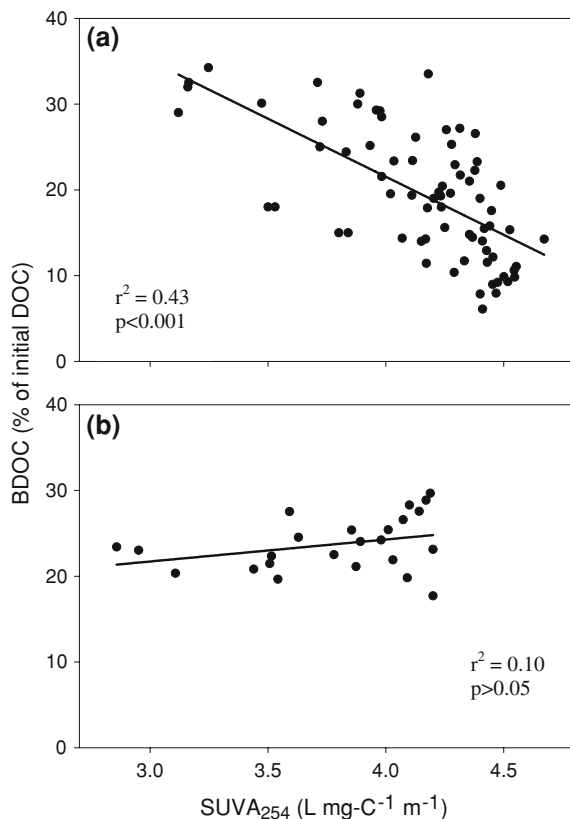 (a)
40
30
20
10
0
r² = 0.43
p<0.001
BDOC (% of initial DOC)
(b)
40
30
20
10
0
r² = 0.10
p>0.05
3.0 3.5 4.0 4.5
SUVA₂₅₄ (L mg-C⁻¹ m⁻¹)